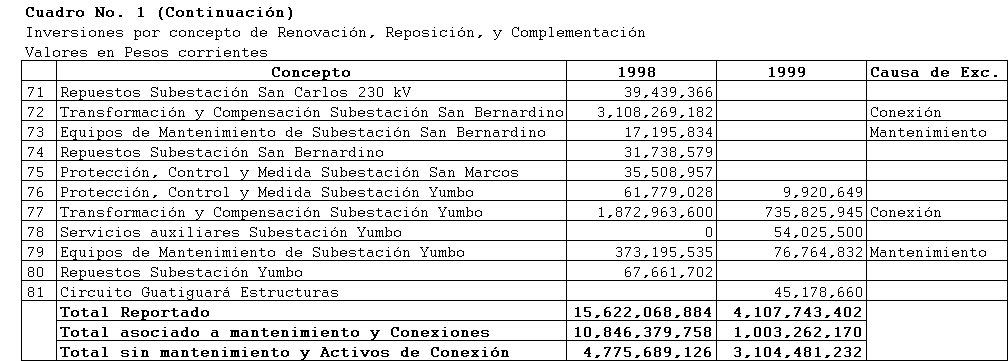 Cuadro No. 1 (Continuación)
Inversiones por concepto de Renovación, Reposición, y Complementación
Valores en Pesos corrientes
Concepto 1998 1999 Causa de Exc.
71 Repuestos Subestación San Carlos 230 kV 39,439,366
72 Transformación y Compensación Subestación San Bernardino 3,108,269,182 Conexión
73 Equipos de Mantenimiento de Subestación San Bernardino 17,195,834 Mantenimiento
74 Repuestos Subestación San Bernardino 31,738,579
75 Protección, Control y Medida Subestación San Marcos 35,508,957
76 Protección, Control y Medida Subestación Yumbo 61,779,028 9,920,649
77 Transformación y Compensación Subestación Yumbo 1,872,963,600 735,825,945 Conexión
78 Servicios auxiliares Subestación Yumbo 0 54,025,500
79 Equipos de Mantenimiento de Subestación Yumbo 373,195,535 76,764,832 Mantenimiento
80 Repuestos Subestación Yumbo 67,661,702
81 Circuito Guatiguará Estructuras 45,178,660
Total Reportado 15,622,068,884 4,107,743,402
Total asociado a mantenimiento y Conexiones 10,846,379,758 1,003,262,170
Total sin mantenimiento y Activos de Conexión 4,775,689,126 3,104,481,232